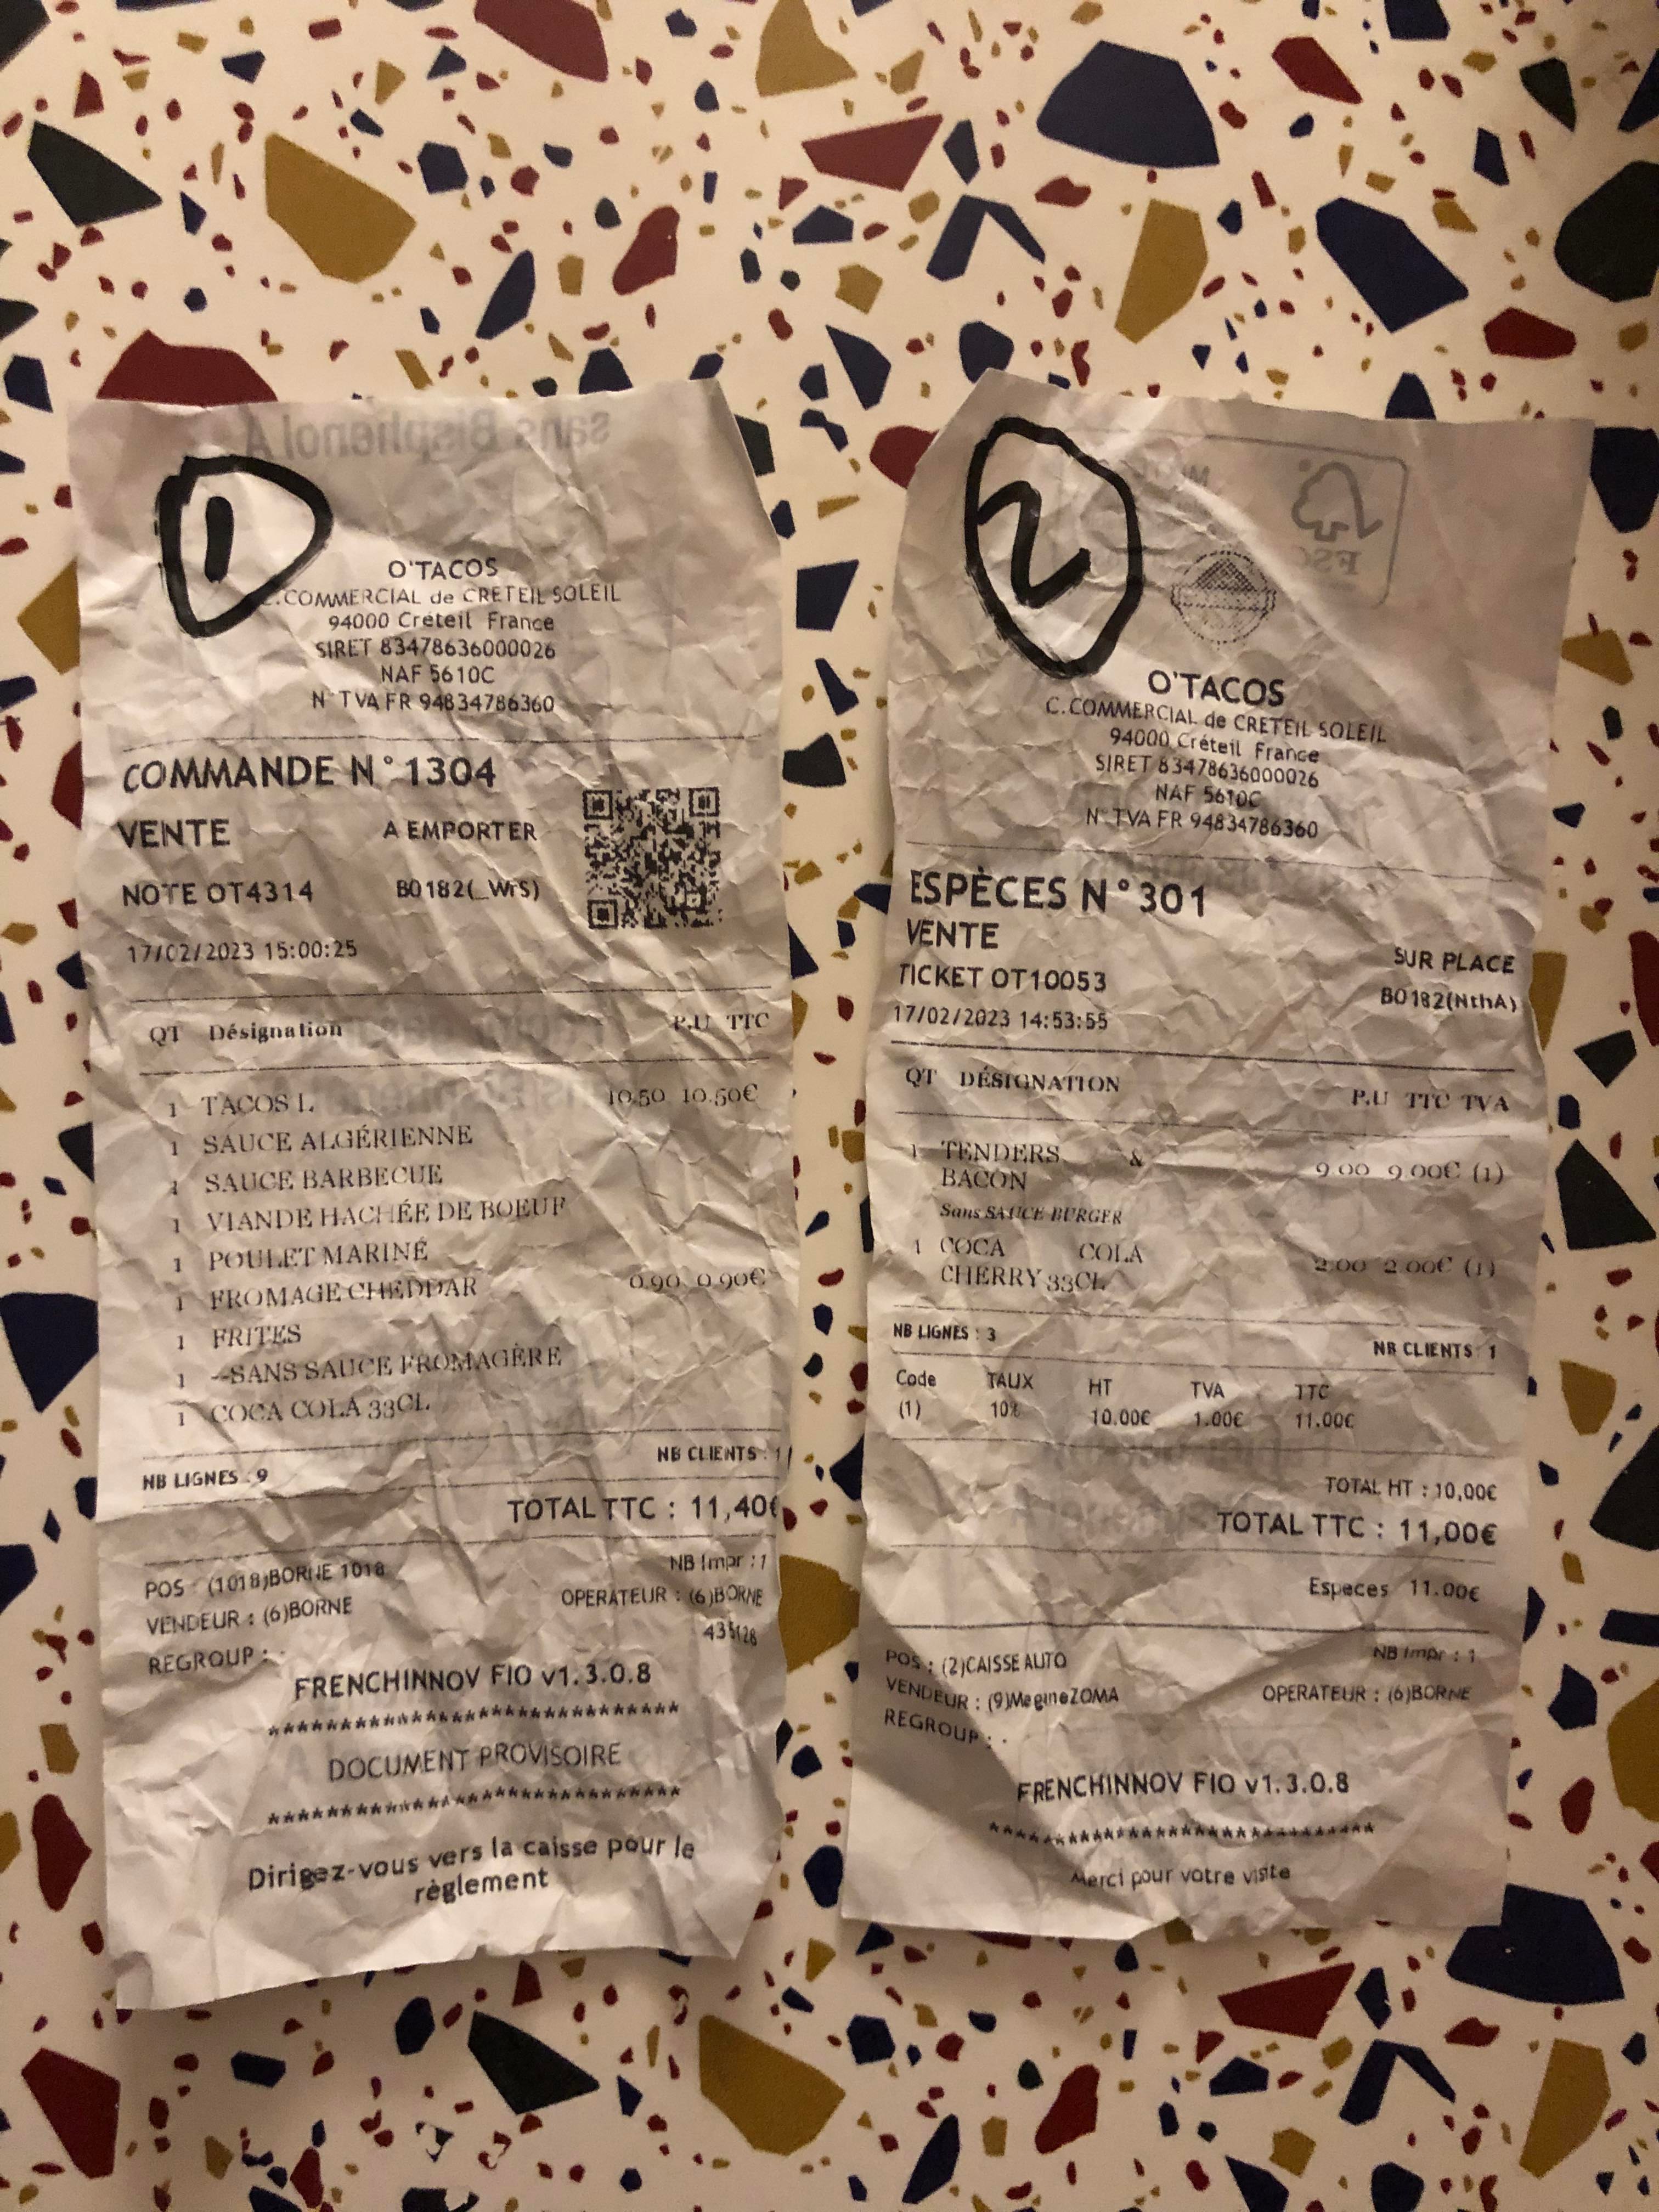 sans Bisphenol A
1
O'TACOS
C.COMMERCIAL de CRETEIL SOLEIL
94000 Créteil France
SIRET 83478636000026
NAF 5610C
N° TVA FR 94834786360
COMMANDE N°1304
VENTE A EMPORTER
NOTE OT4314 B0182(_WrS)
17/02/2023 15:00:25
QT Désignation P.U TTC
1 TACOS L 10.50 10.50€
1 SAUCE ALGÉRIENNE
1 SAUCE BARBECUE
1 VIANDE HACHÉE DE BOEUF
1 POULET MARINÉ
1 FROMAGE CHEDDAR 0.90 0.90€
1 FRITES
1 --SANS SAUCE FROMAGÈRE
1 COCA COLA 33CL
NB CLIENTS : 1
NB LIGNES : 9
TOTAL TTC : 11,40€
NB Impr : 1
POS : (1018)BORNE 1018
OPERATEUR : (6)BORNE
VENDEUR : (6)BORNE
REGROUP : -
FRENCHINNOV FIO v1.3.0.8
******************************
DOCUMENT PROVISOIRE
******************************
Dirigez-vous vers la caisse pour le
règlement
2
FSC
O'TACOS
C.COMMERCIAL de CRETEIL SOLEIL
94000 Créteil France
SIRET 83478636000026
NAF 5610C
N° TVA FR 94834786360
ESPÈCES N°301
VENTE
SUR PLACE
TICKET OT10053
B0182(NthA)
17/02/2023 14:53:55
QT DÉSIGNATION P.U TTC TVA
1 TENDERS & 9.00 9.00€ (1)
BACON
Sans SAUCE BURGER
1 COCA COLA 2.00 2.00€ (1)
CHERRY 33CL
NB LIGNES : 3
NB CLIENTS : 1
Code TAUX HT TVA TTC
(1) 10% 10.00€ 1.00€ 11.00€
TOTAL HT : 10,00€
TOTAL TTC : 11,00€
Especes 11.00€
NB Impr : 1
POS : (2)CAISSE AUTO
VENDEUR : (9)MegineZOMA OPERATEUR : (6)BORNE
REGROUP : -
FRENCHINNOV FIO v1.3.0.8
******************************
Merci pour votre visite